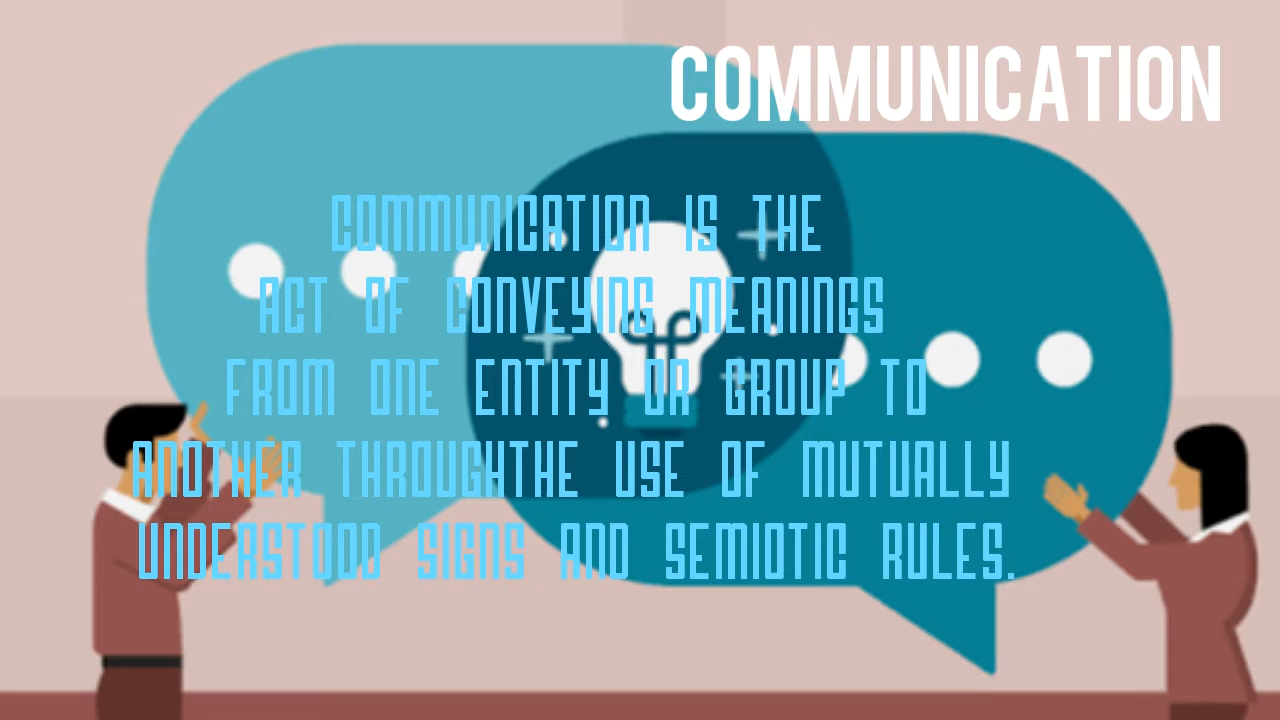 COMMUNICATION
COMMUNICATION IS THE
ACT OF CONVEYING MEANINGS
FROM ONE ENTITY OR GROUP TO
ANOTHER THROUGHTHE USE OF MUTUALLY
UNDERSTOOD SIGNS AND SEMIOTIC RULES.